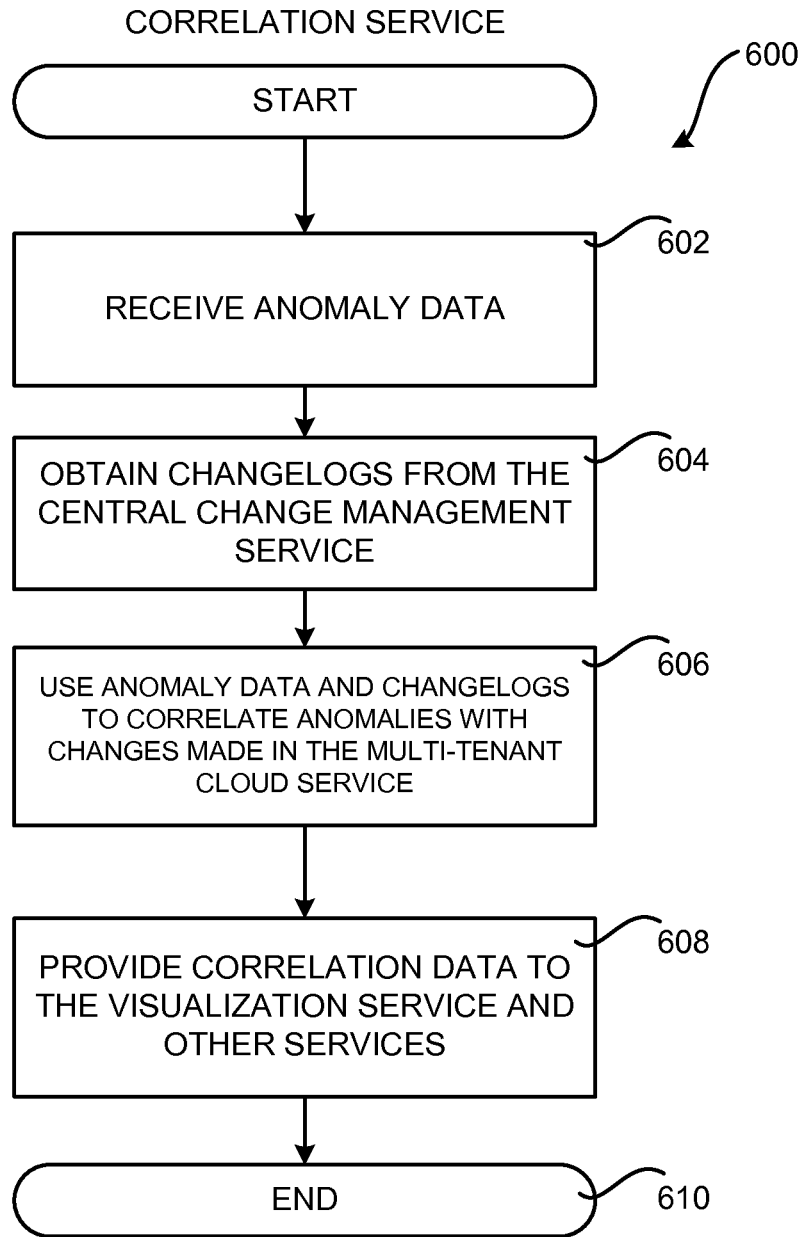 CORRELATION SERVICE
600
START
602
RECEIVE ANOMALY DATA
604
OBTAIN CHANGELOGS FROM THE
CENTRAL CHANGE MANAGEMENT
SERVICE
606
USE ANOMALY DATA AND CHANGELOGS
TO CORRELATE ANOMALIES WITH
CHANGES MADE IN THE MULTI-TENANT
CLOUD SERVICE
608
PROVIDE CORRELATION DATA TO
THE VISUALIZATION SERVICE AND
OTHER SERVICES
END
610